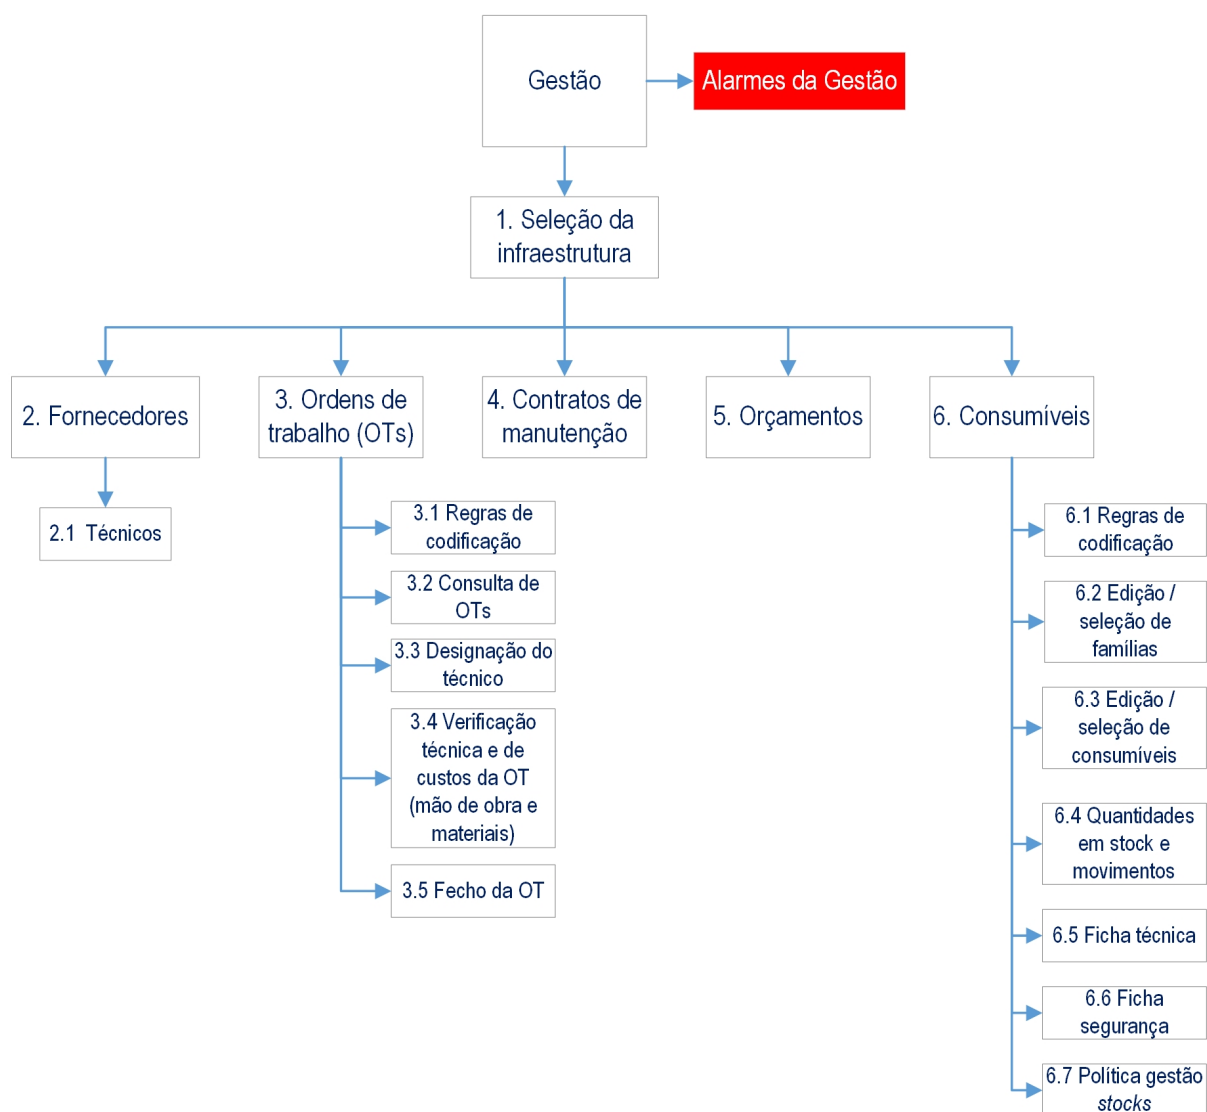 Gestão
Alarmes da Gestão
1. Seleção da
infraestrutura
2. Fornecedores
3. Ordens de
trabalho (OTs)
4. Contratos de
manutenção
5. Orçamentos
6. Consumíveis
2.1 Técnicos
3.1 Regras de
codificação
3.2 Consulta de
OTs
3.3 Designação do
técnico
3.4 Verificação
técnica e de
custos da OT
(mão de obra e
materiais)
3.5 Fecho da OT
6.1 Regras de
codificação
6.2 Edição /
seleção de
famílias
6.3 Edição /
seleção de
consumíveis
6.4 Quantidades
em stock e
movimentos
6.5 Ficha técnica
6.6 Ficha
segurança
6.7 Política gestão
stocks